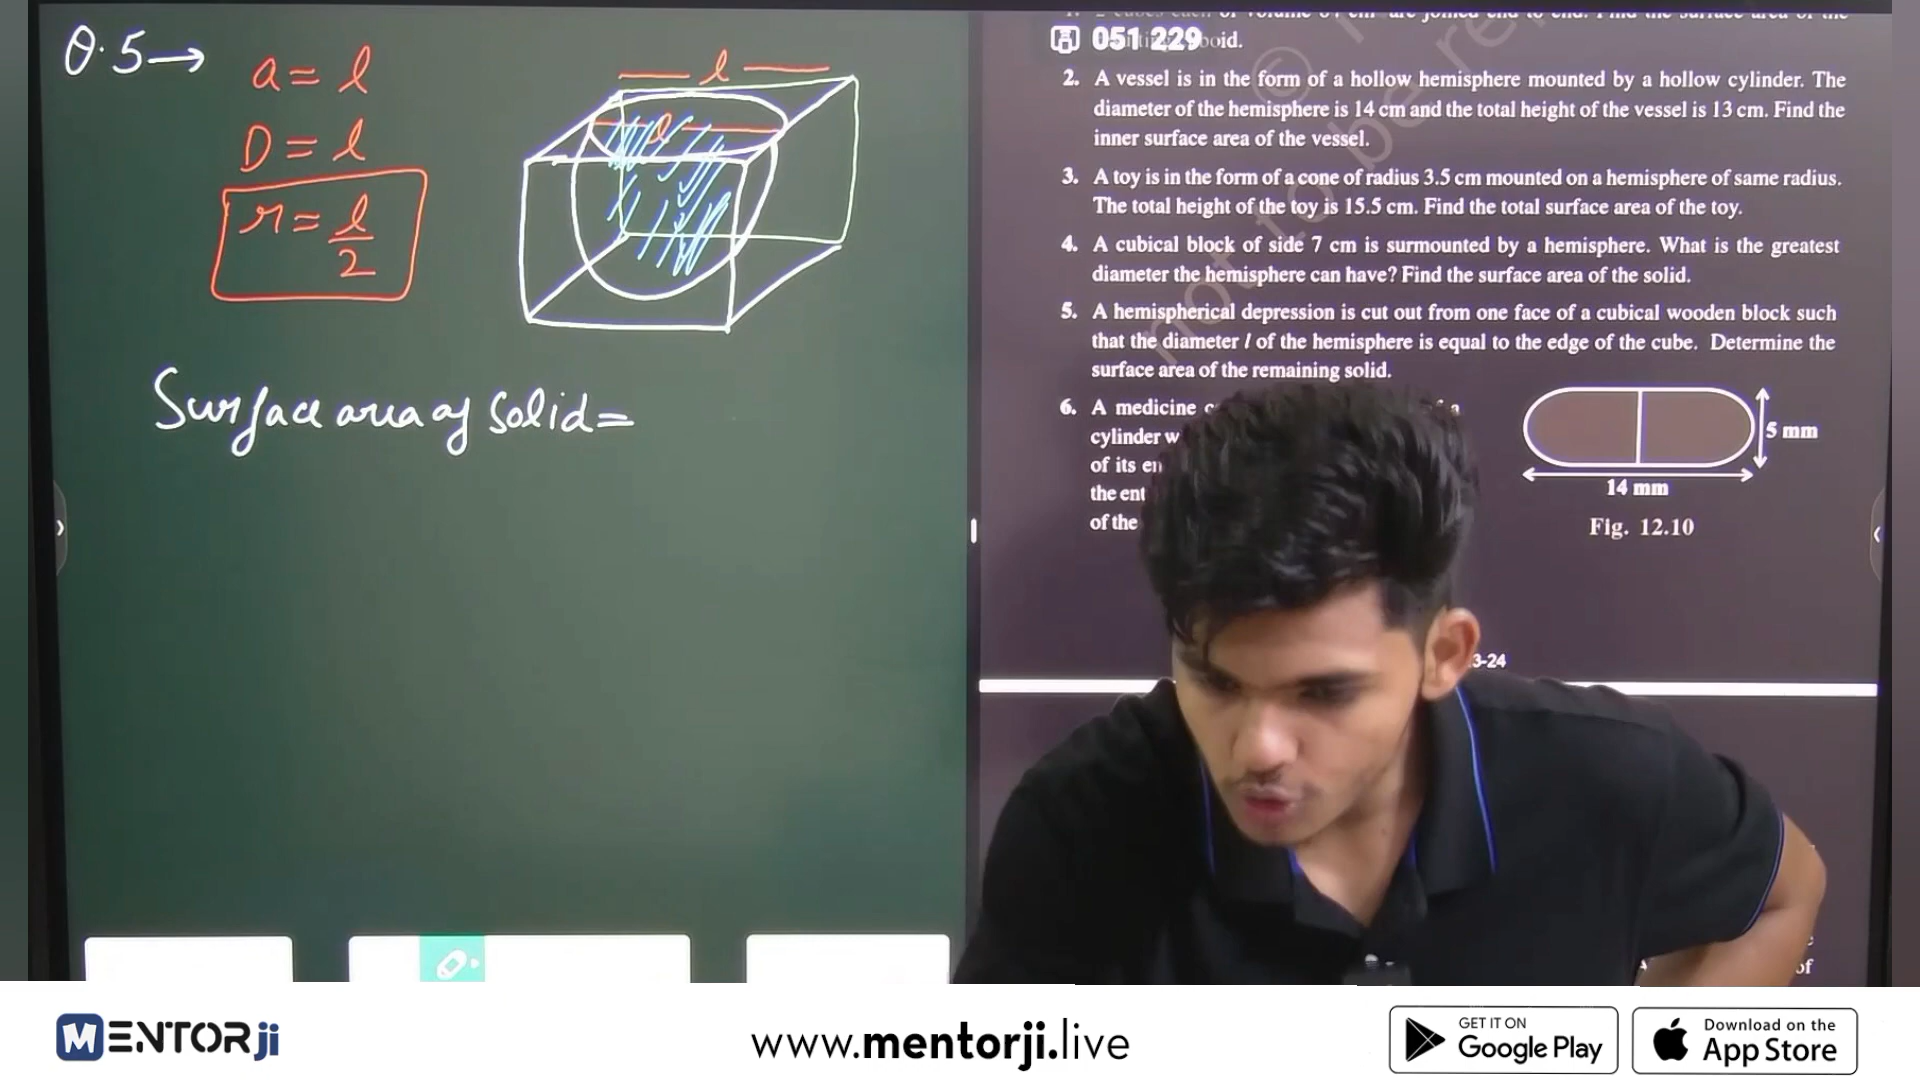 Q.5→
a = l
D = l
r = l/2
l
Surface area of solid =
051 229 oid.
2. A vessel is in the form of a hollow hemisphere mounted by a hollow cylinder. The
diameter of the hemisphere is 14 cm and the total height of the vessel is 13 cm. Find the
inner surface area of the vessel.
3. A toy is in the form of a cone of radius 3.5 cm mounted on a hemisphere of same radius.
The total height of the toy is 15.5 cm. Find the total surface area of the toy.
4. A cubical block of side 7 cm is surmounted by a hemisphere. What is the greatest
diameter the hemisphere can have? Find the surface area of the solid.
5. A hemispherical depression is cut out from one face of a cubical wooden block such
that the diameter l of the hemisphere is equal to the edge of the cube. Determine the
surface area of the remaining solid.
6. A medicine
cylinder w
of its en
the ent
of the
5 mm
14 mm
Fig. 12.10
3-24
of
MENTORji
www.mentorji.live
GET IT ON
Google Play
Download on the
App Store